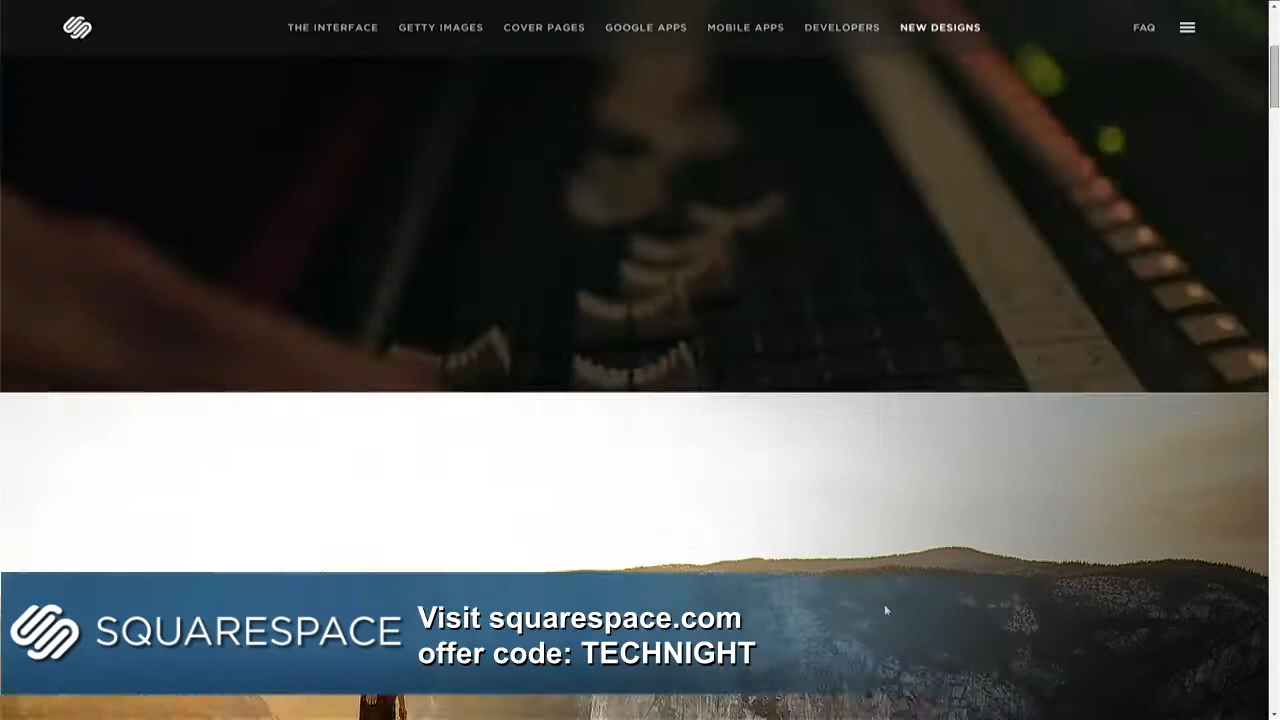 THE INTERFACE GETTY IMAGES COVER PAGES GOOGLE APPS MOBILE APPS DEVELOPERS NEW DESIGNS FAQ
SQUARESPACE
Visit squarespace.com
offer code: TECHNIGHT